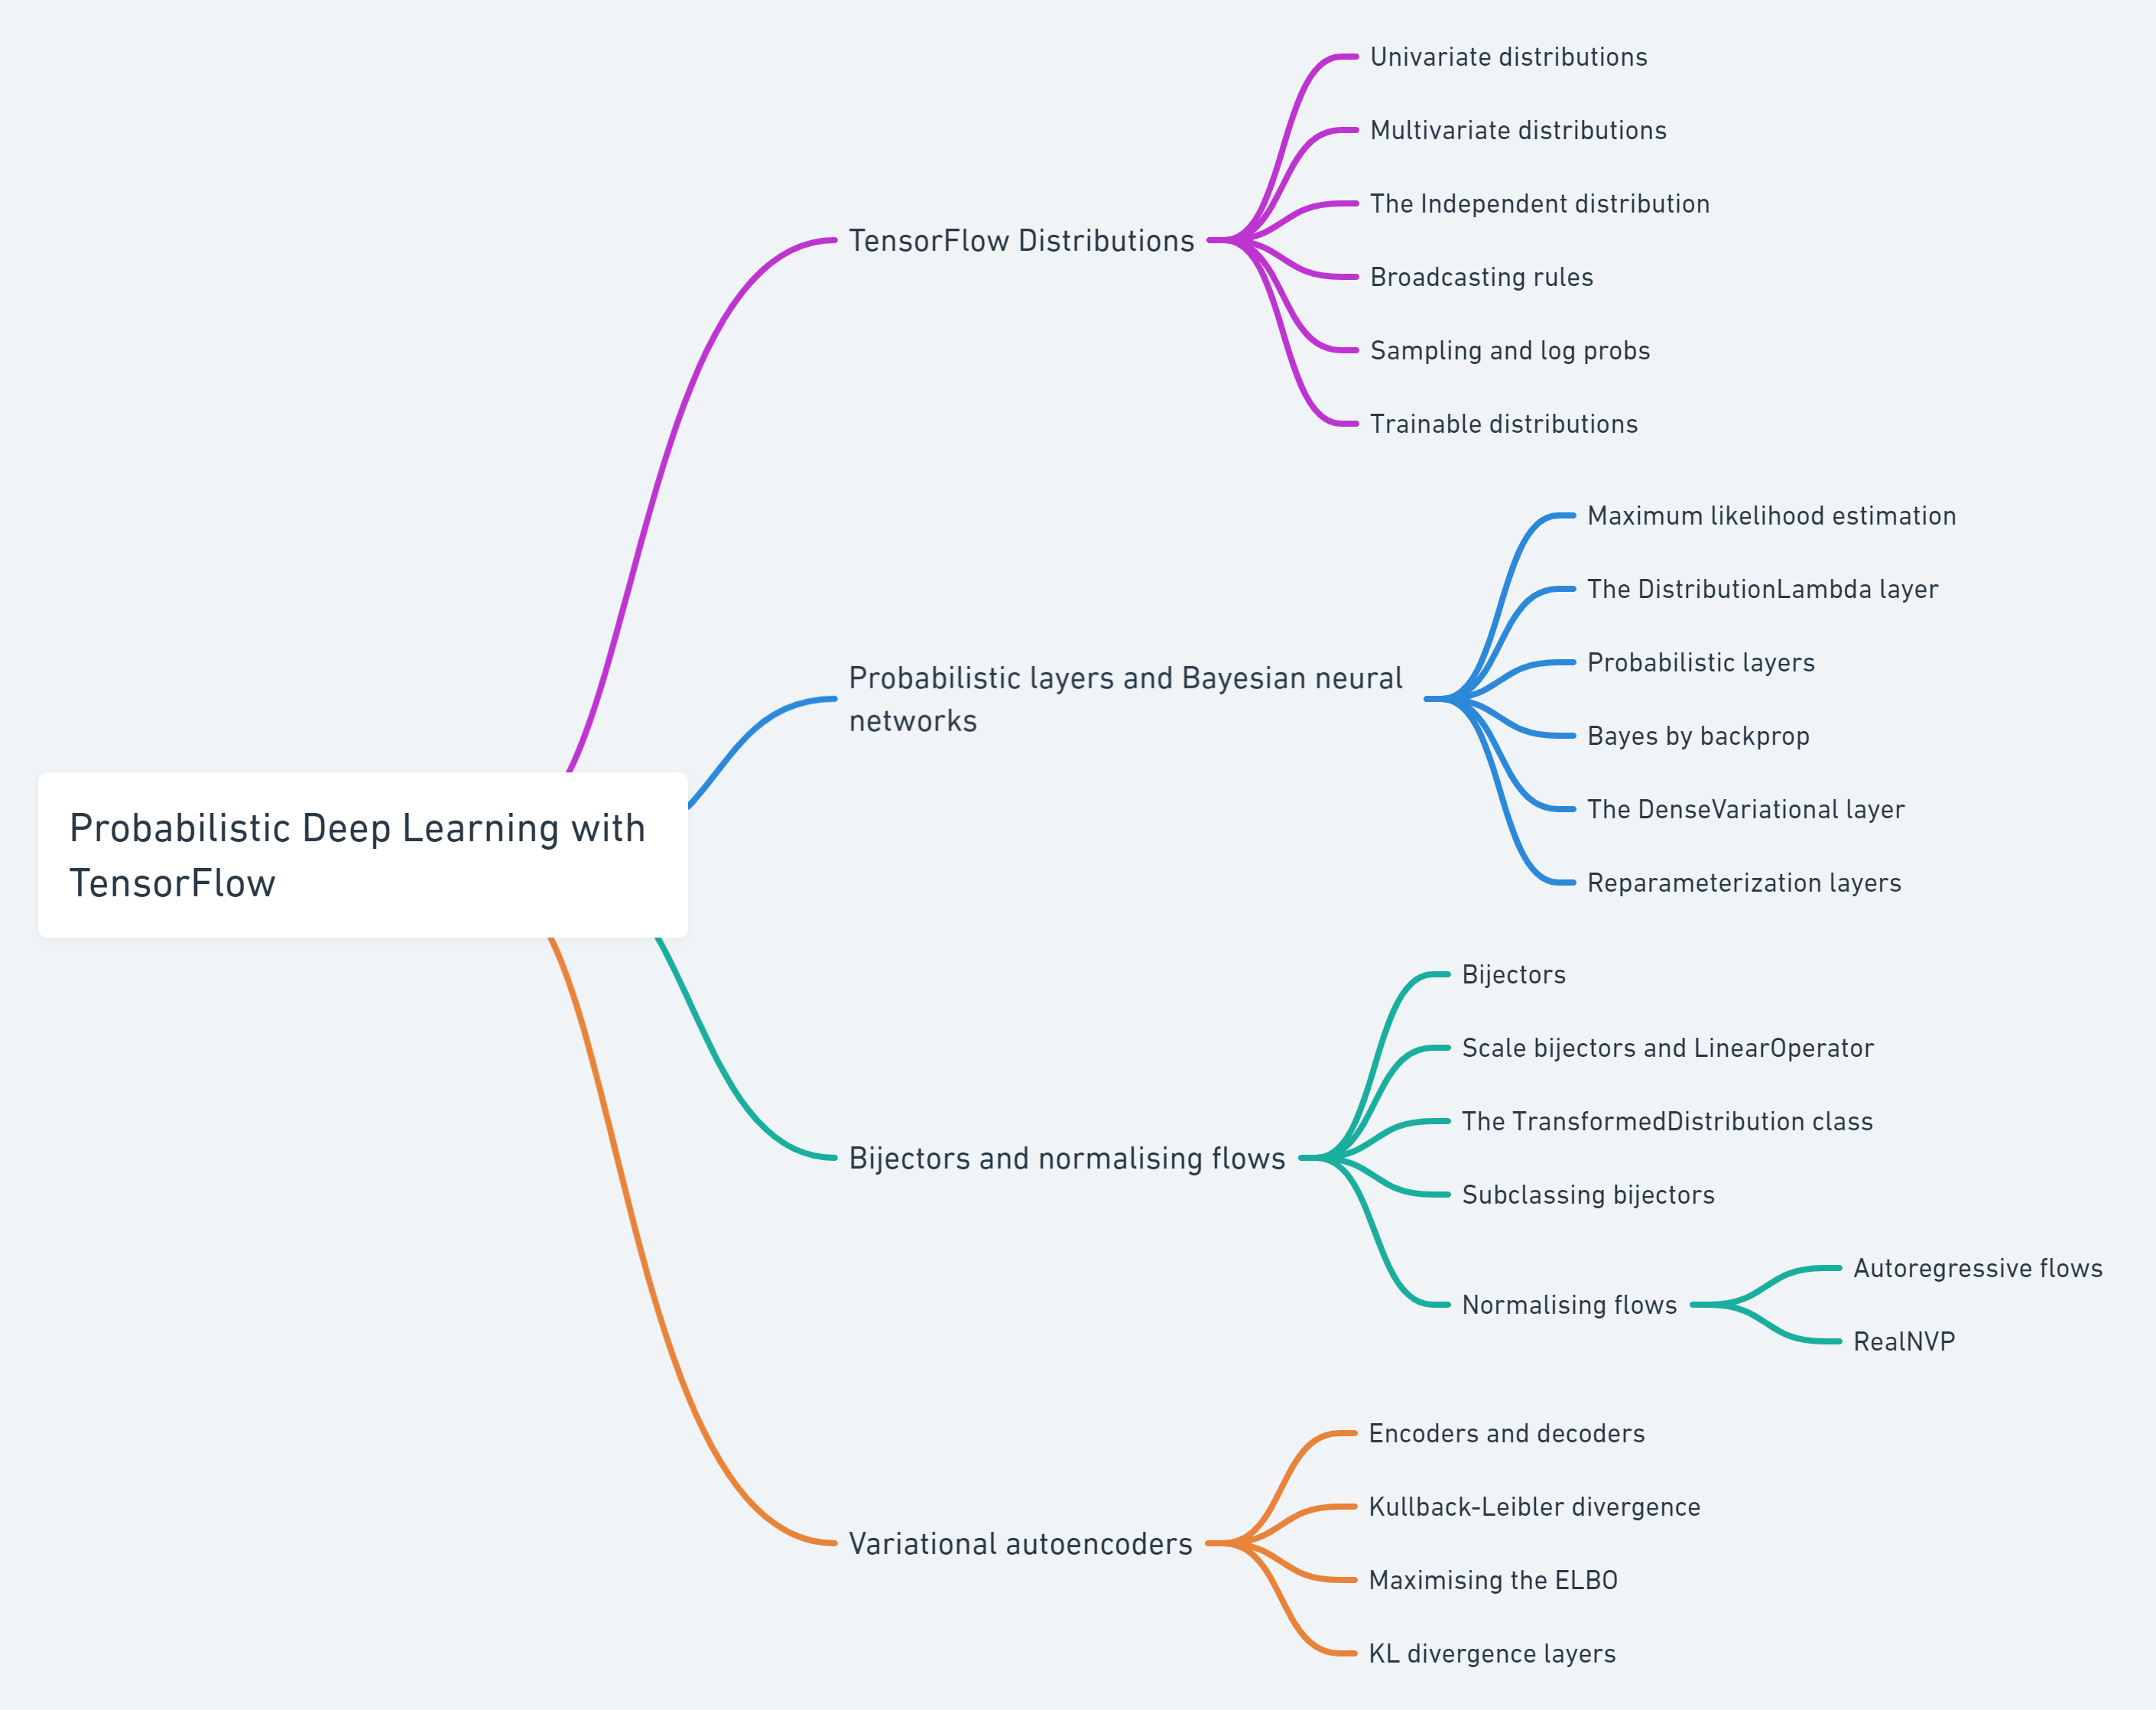 Probabilistic Deep Learning with
TensorFlow
TensorFlow Distributions
Univariate distributions
Multivariate distributions
The Independent distribution
Broadcasting rules
Sampling and log probs
Trainable distributions
Probabilistic layers and Bayesian neural
networks
Maximum likelihood estimation
The DistributionLambda layer
Probabilistic layers
Bayes by backprop
The DenseVariational layer
Reparameterization layers
Bijectors and normalising flows
Bijectors
Scale bijectors and LinearOperator
The TransformedDistribution class
Subclassing bijectors
Normalising flows
Autoregressive flows
RealNVP
Variational autoencoders
Encoders and decoders
Kullback-Leibler divergence
Maximising the ELBO
KL divergence layers